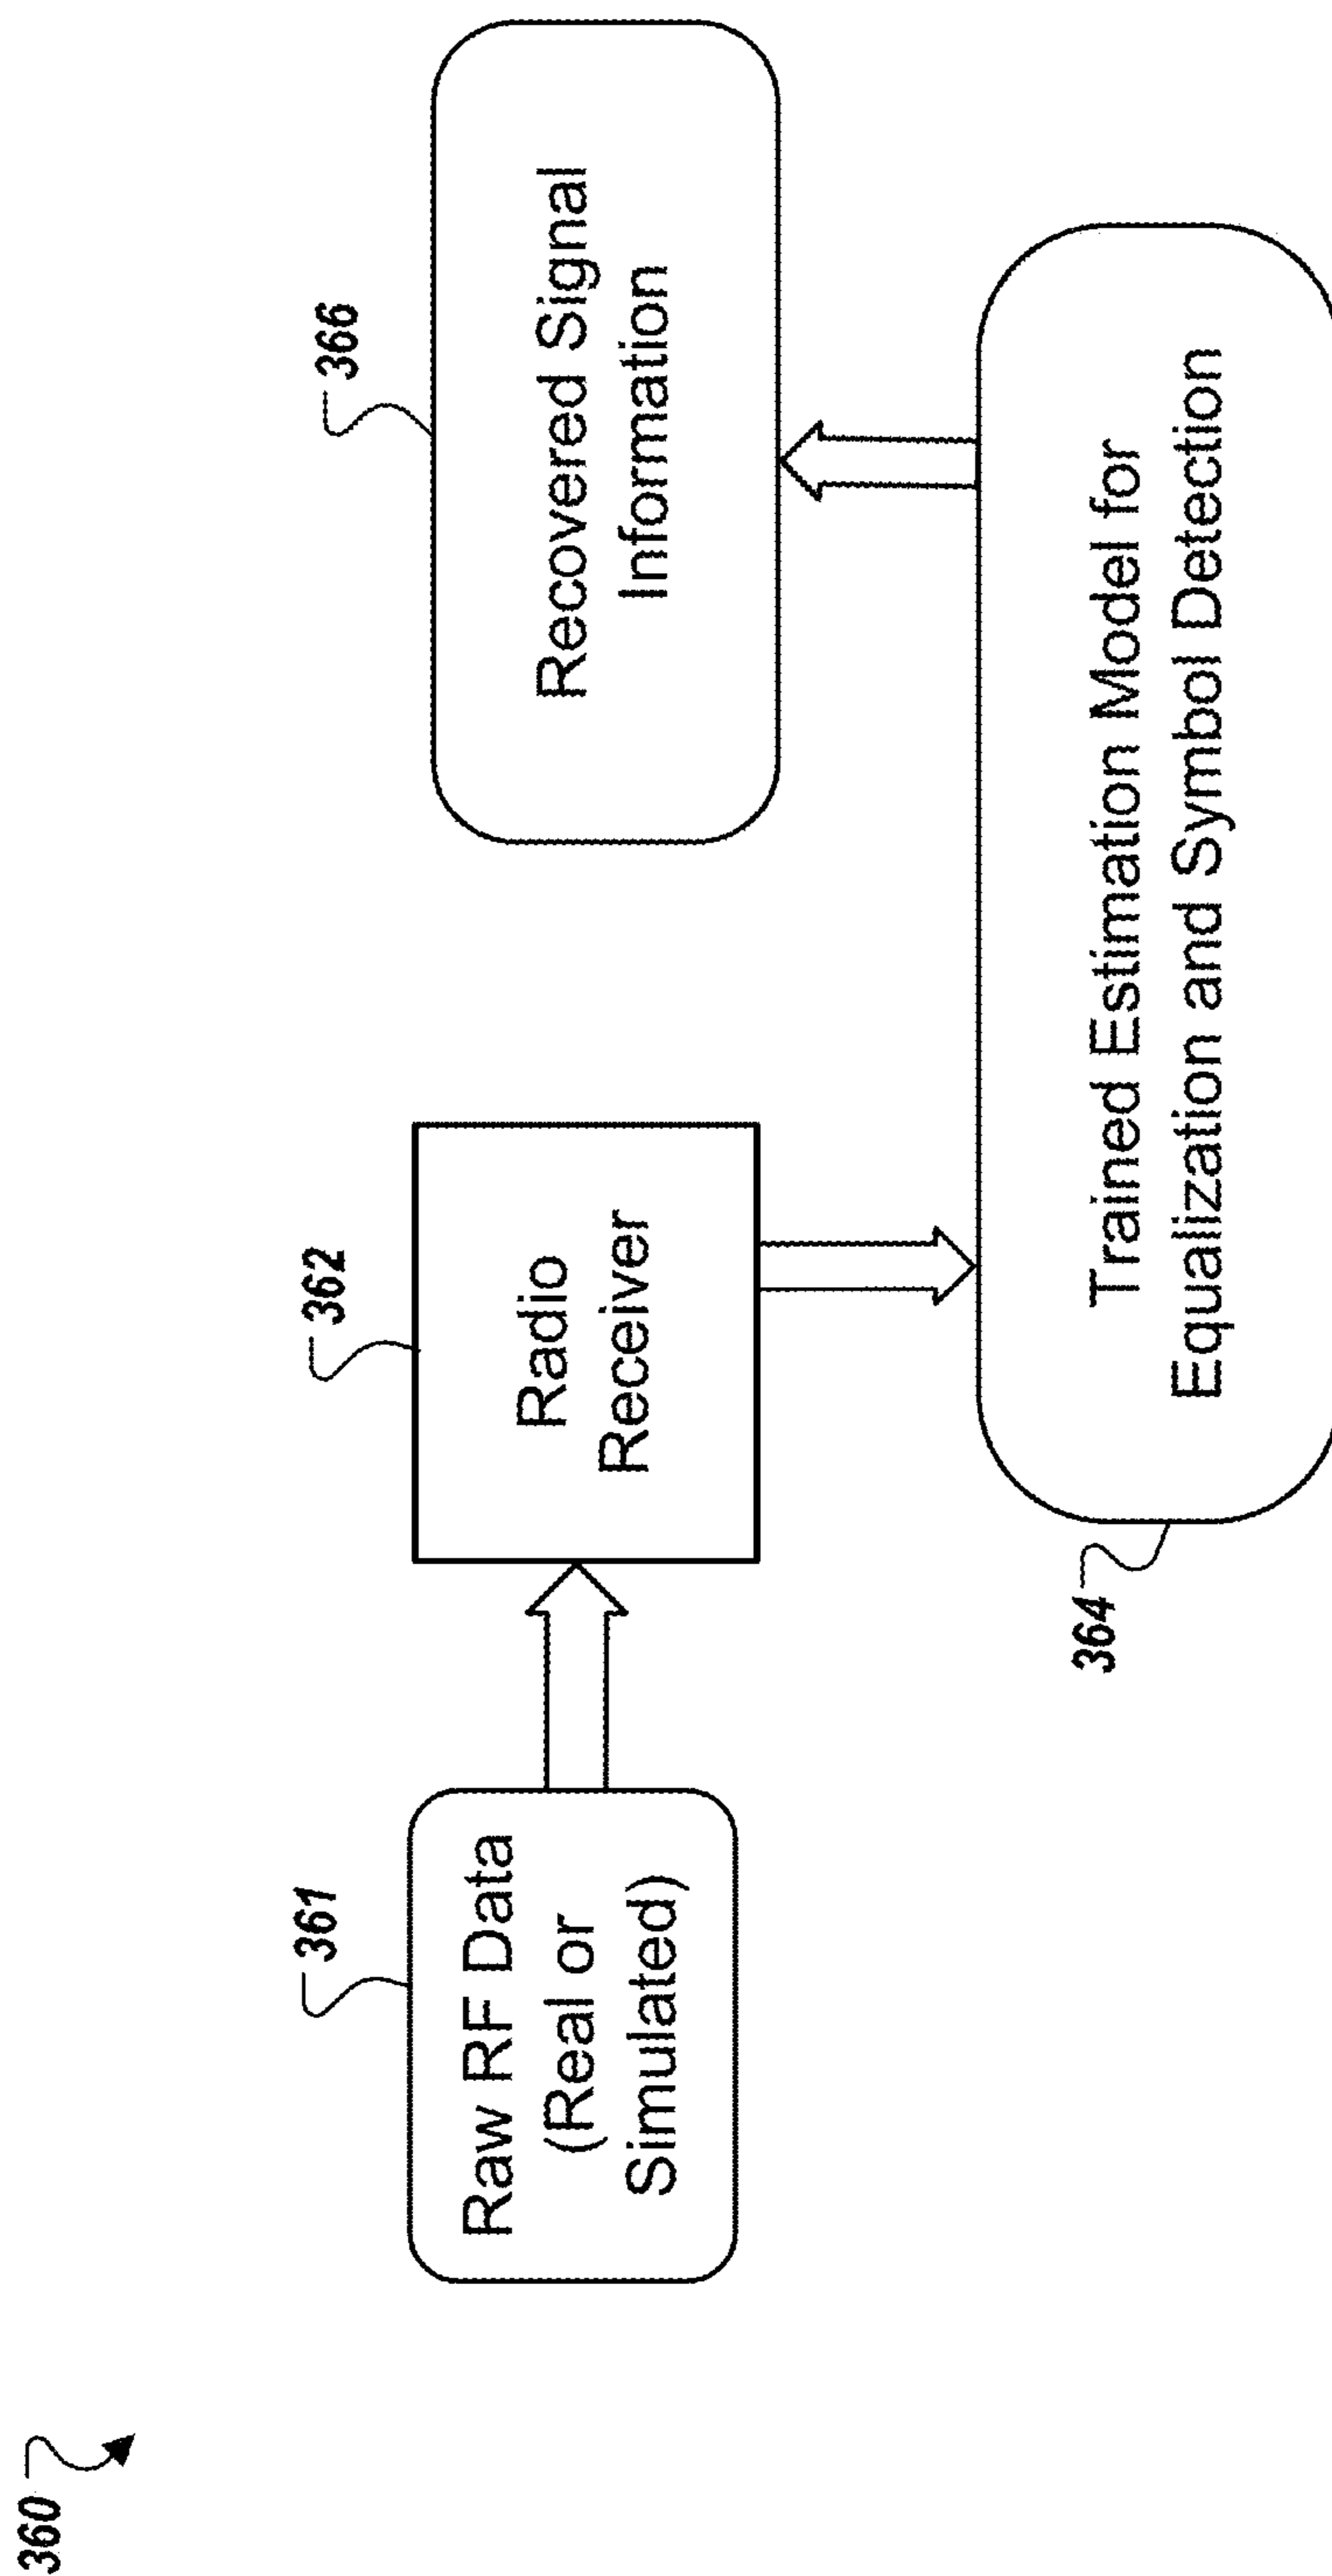 360
361
Raw RF Data
(Real or
Simulated)
362
Radio
Receiver
366
Recovered Signal
Information
364
Trained Estimation Model for
Equalization and Symbol Detection